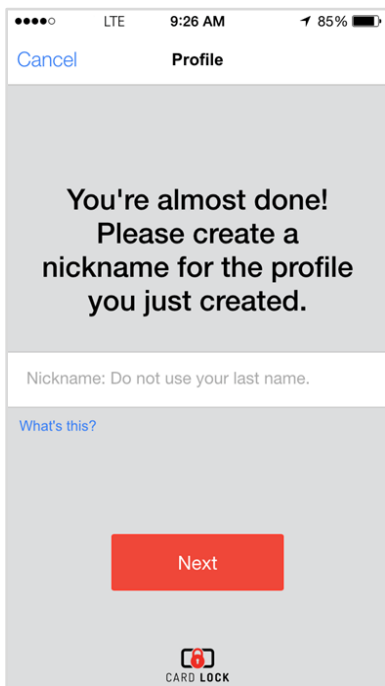 LTE 9:26 AM 85%
Cancel Profile
You're almost done!
Please create a
nickname for the profile
you just created.
Nickname: Do not use your last name.
What's this?
Next
CARD LOCK